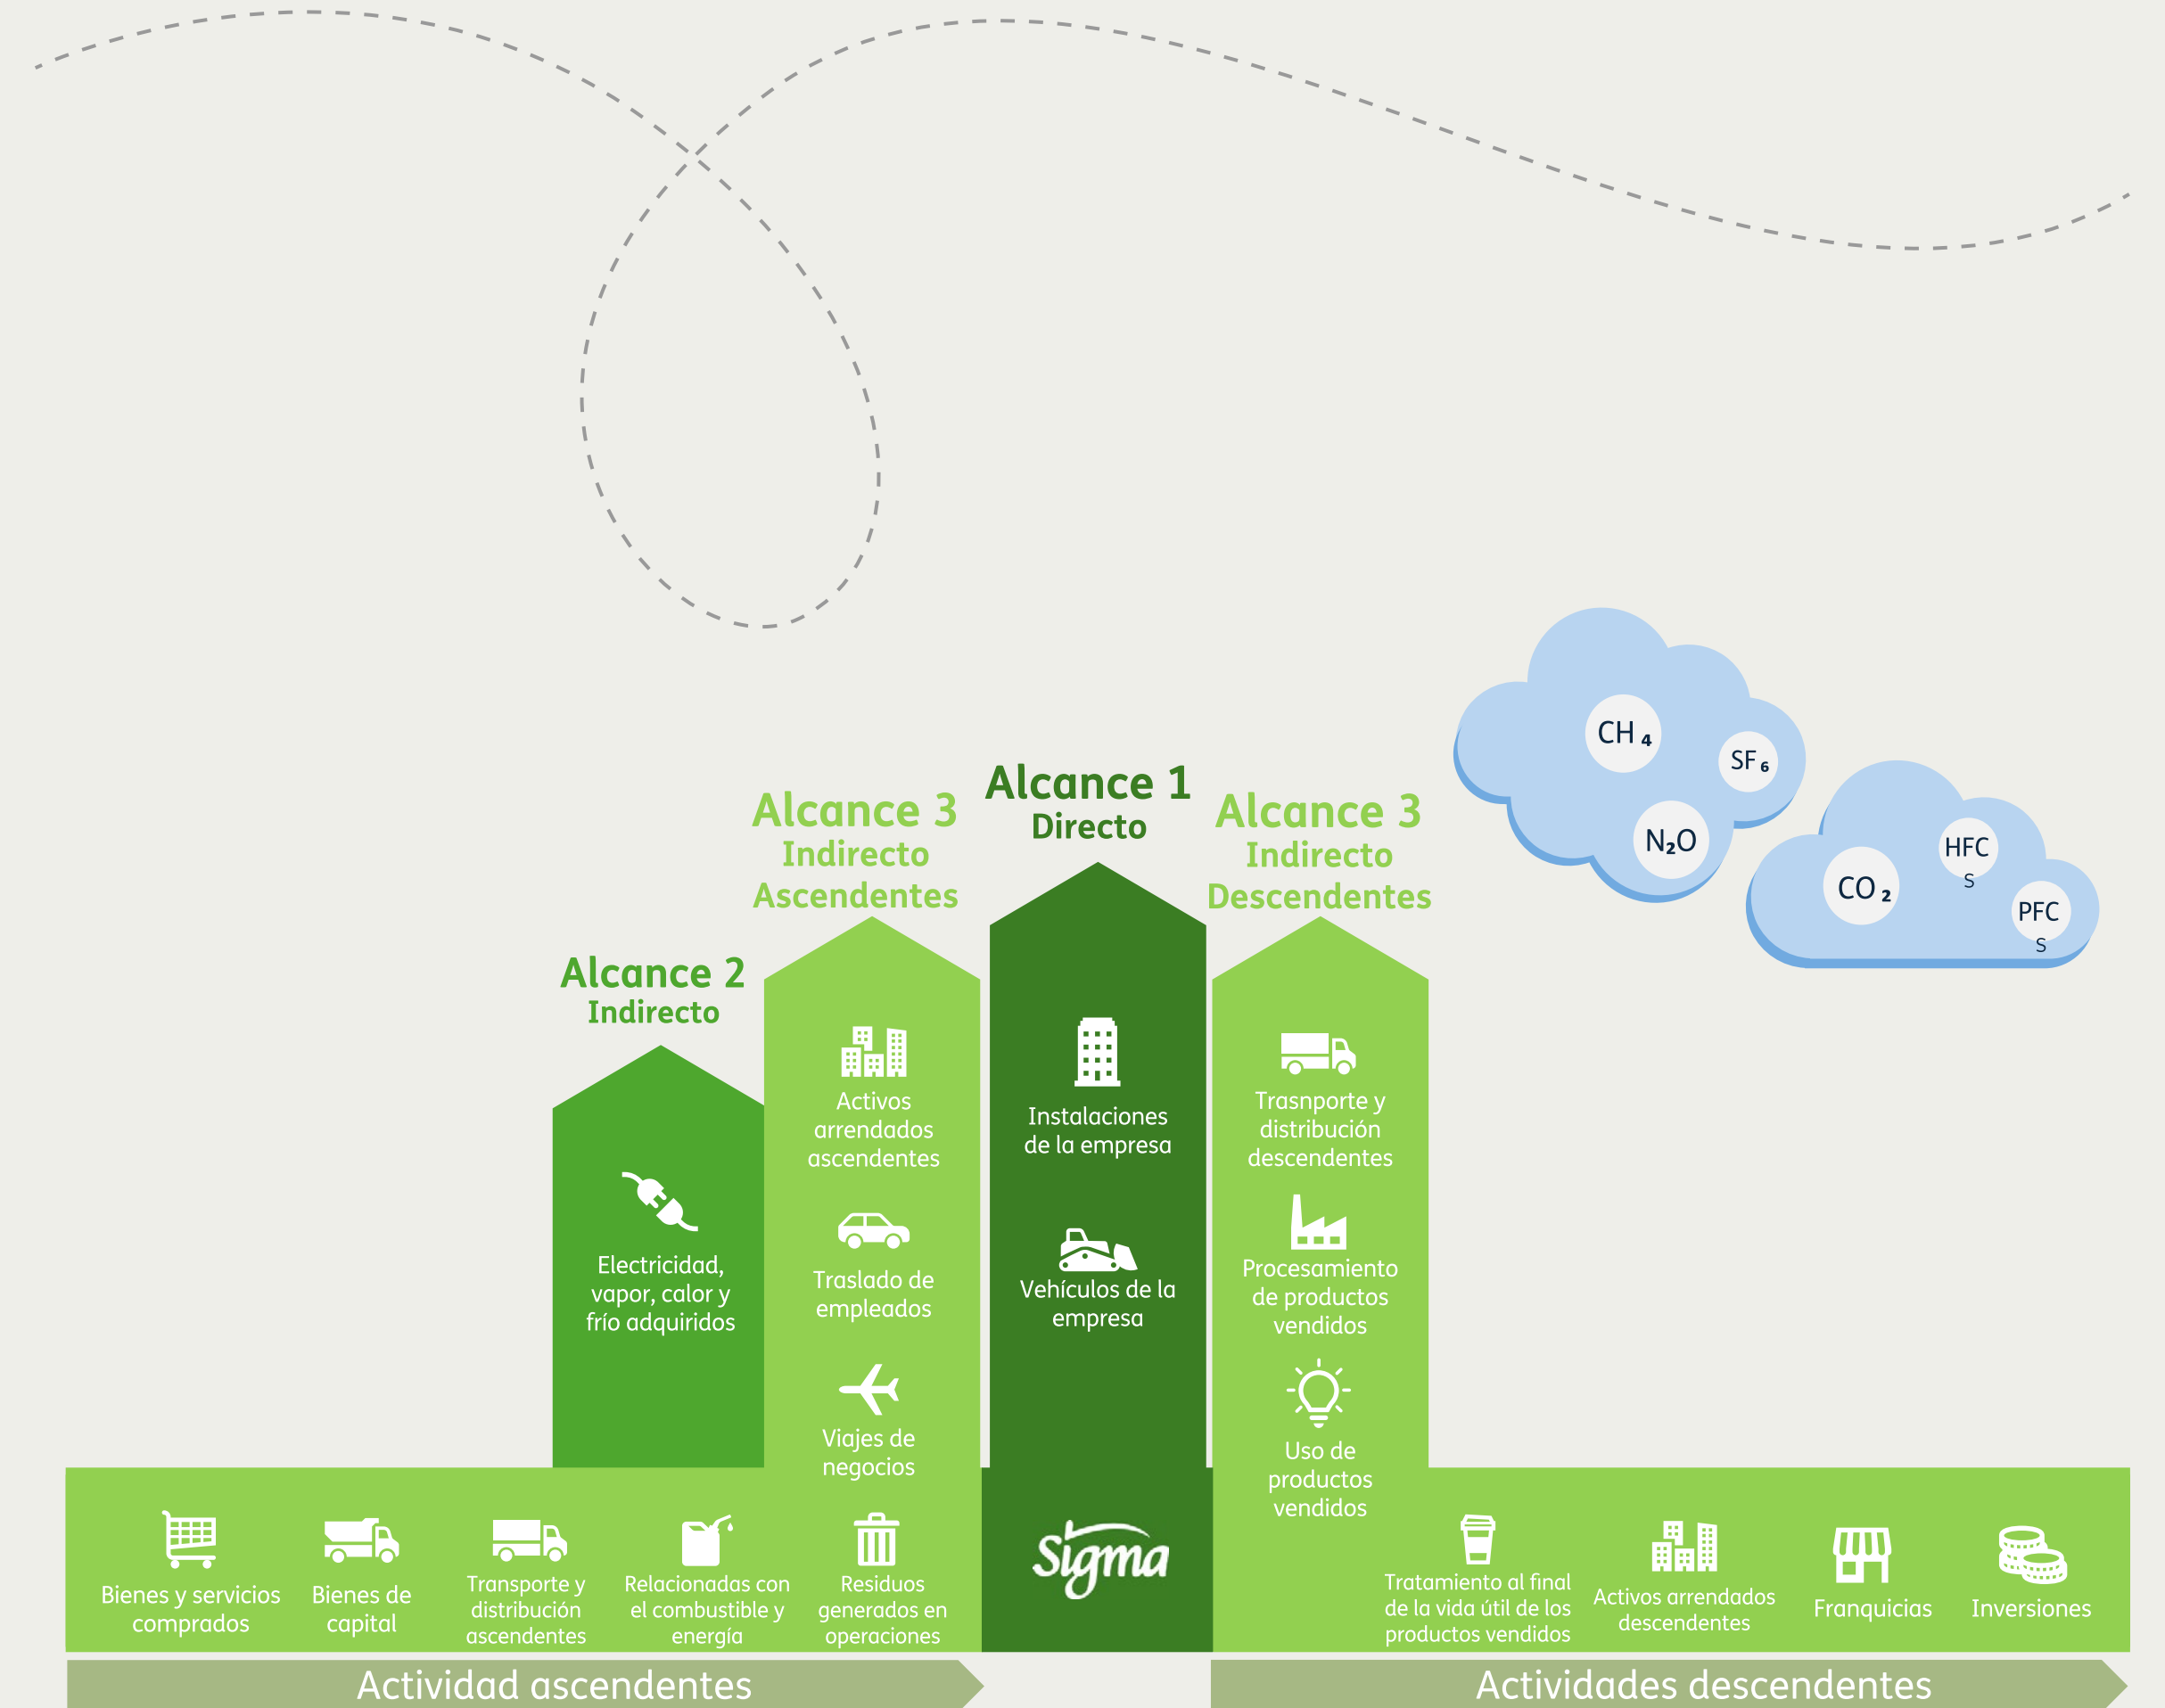 CH₄
SF₆
N₂O
CO₂
HFC
S
PFC
S
Alcance 1
Directo
Alcance 3
Indirecto
Ascendentes
Alcance 3
Indirecto
Descendentes
Alcance 2
Indirecto
Electricidad,
vapor, calor y
frío adquiridos
Activos
arrendados
ascendentes
Traslado de
empleados
Viajes de
negocios
Instalaciones
de la empresa
Vehículos de la
empresa
Trasnporte y
distribución
descendentes
Procesamiento
de productos
vendidos
Uso de
productos
vendidos
Bienes y servicios
comprados
Bienes de
capital
Transporte y
distribución
ascendentes
Relacionadas con
el combustible y
energía
Residuos
generados en
operaciones
Sigma
Tratamiento al final
de la vida útil de los
productos vendidos
Activos arrendados
descendentes
Franquicias
Inversiones
Actividad ascendentes
Actividades descendentes